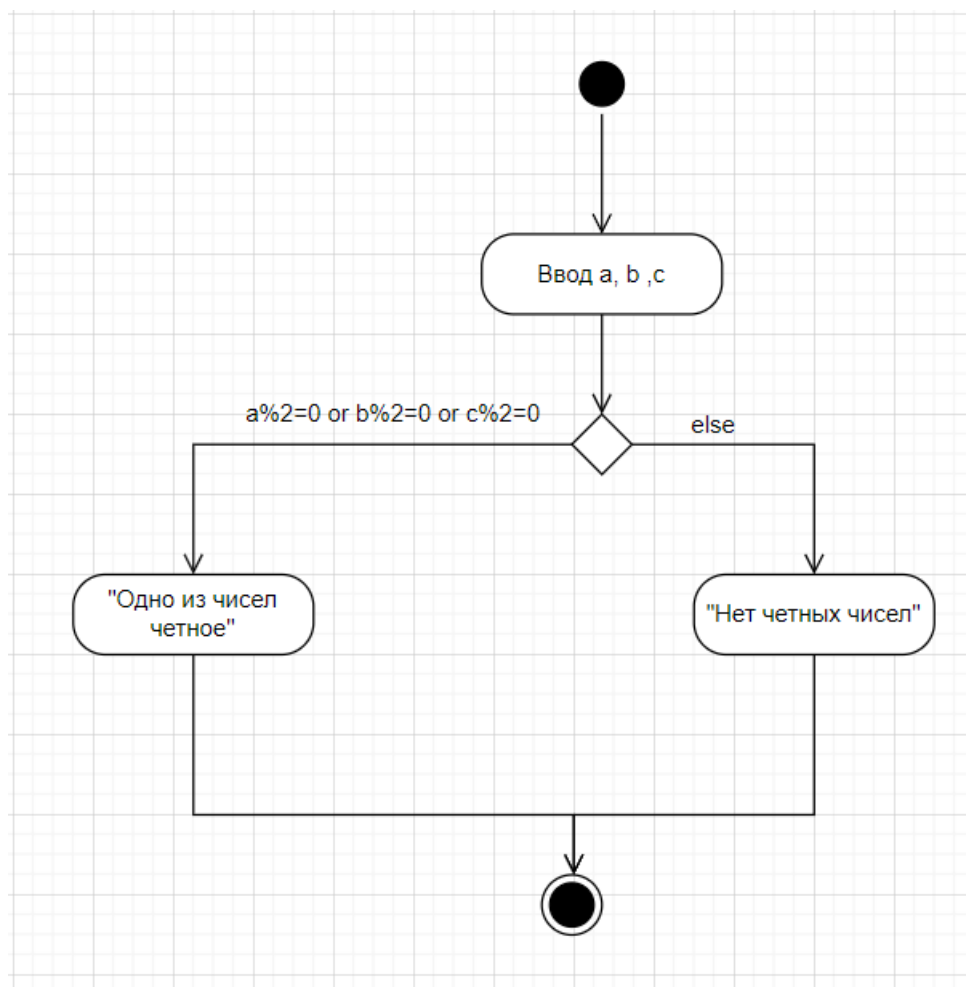 Ввод a, b ,c
a%2=0 or b%2=0 or c%2=0
else
"Одно из чисел
четное"
"Нет четных чисел"